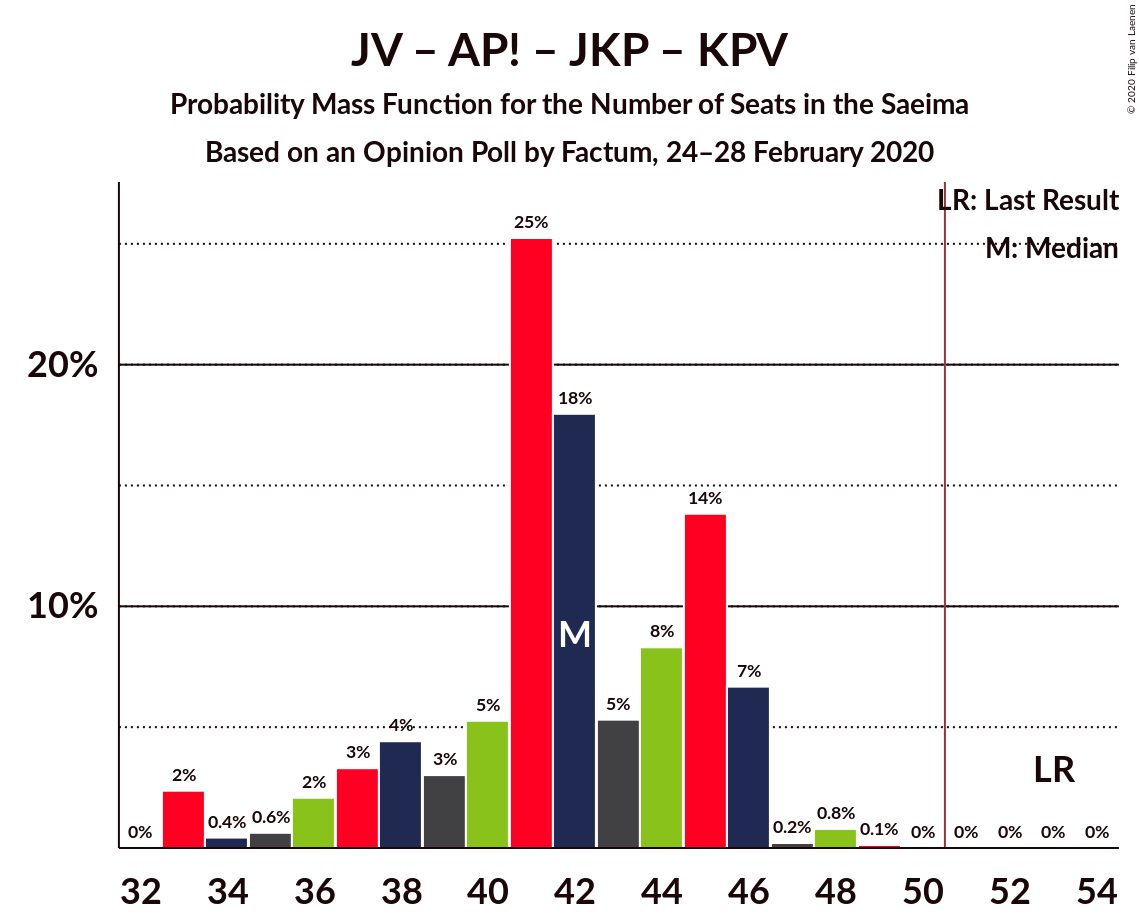 JV – AP! – JKP – KPV
Probability Mass Function for the Number of Seats in the Saeima
Based on an Opinion Poll by Factum, 24–28 February 2020
© 2020 Filip van Laenen
LR: Last Result
M: Median
20%
10%
0%
2%
0.4%
0.6%
2%
3%
4%
3%
5%
25%
18%
5%
8%
14%
7%
0.2%
0.8%
0.1%
0%
0%
0%
0%
0%
M
LR
32 34 36 38 40 42 44 46 48 50 52 54